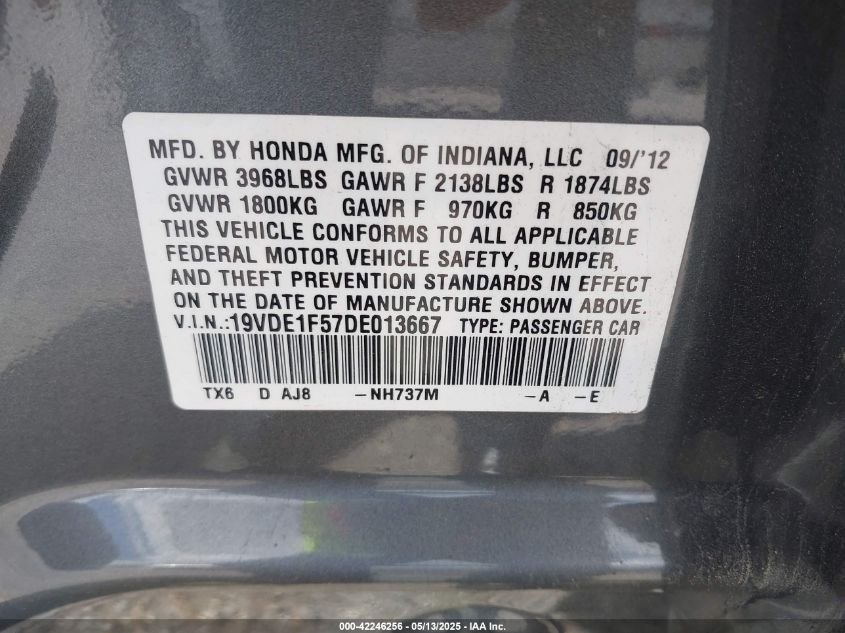 MFD. BY HONDA MFG. OF INDIANA, LLC 09/'12
GVWR 3968LBS GAWR F 2138LBS R 1874LBS
GVWR 1800KG GAWR F 970KG R 850KG
THIS VEHICLE CONFORMS TO ALL APPLICABLE
FEDERAL MOTOR VEHICLE SAFETY, BUMPER,
AND THEFT PREVENTION STANDARDS IN EFFECT
ON THE DATE OF MANUFACTURE SHOWN ABOVE.
V.I.N.:19VDE1F57DE013667 TYPE: PASSENGER CAR
TX6 D AJ8 -NH737M -A -E
000-42246256 - 05/13/2025 - IAA Inc.